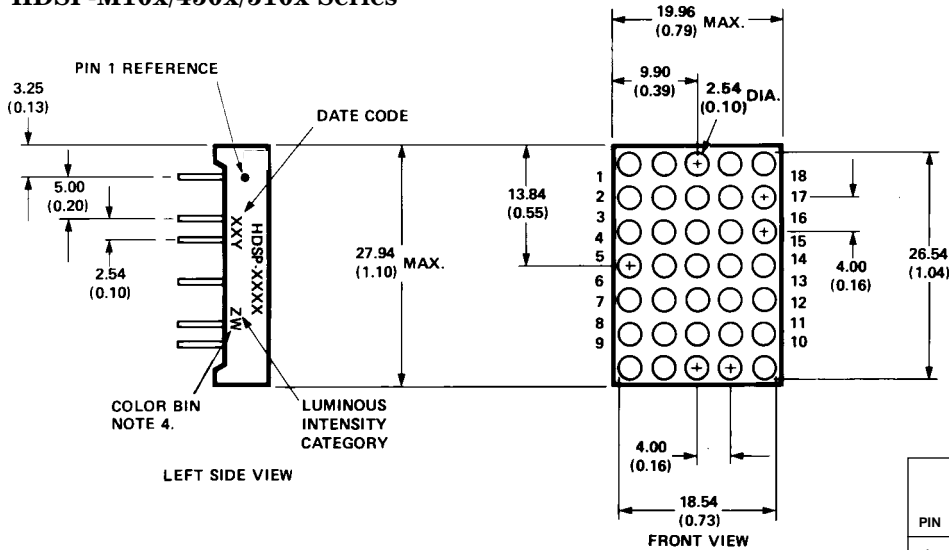 HDSP-M10x/450x/510x Series
19.96
(0.79) MAX.
PIN 1 REFERENCE
9.90
(0.39)
2.54
(0.10) DIA.
3.25
(0.13)
DATE CODE
5.00
(0.20)
2.54
(0.10)
XXY
HDSP-XXXX
ZW
27.94
(1.10) MAX.
13.84
(0.55)
1
2
3
4
5
6
7
8
9
18
17
16
15
14
13
12
11
10
4.00
(0.16)
26.54
(1.04)
COLOR BIN
NOTE 4.
LUMINOUS
INTENSITY
CATEGORY
LEFT SIDE VIEW
4.00
(0.16)
18.54
(0.73)
FRONT VIEW
PIN